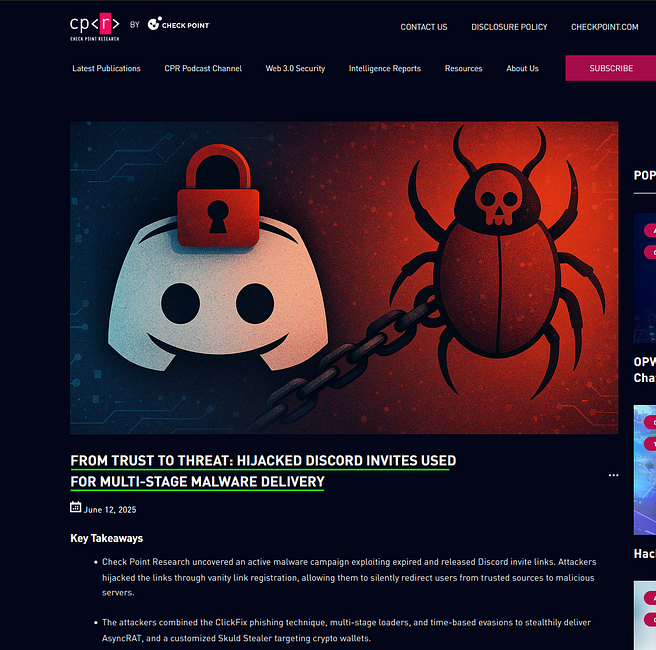 cp<r> BY CHECK POINT
CHECK POINT RESEARCH
CONTACT US DISCLOSURE POLICY CHECKPOINT.COM
Latest Publications CPR Podcast Channel Web 3.0 Security Intelligence Reports Resources About Us SUBSCRIBE
POP
FROM TRUST TO THREAT: HIJACKED DISCORD INVITES USED
FOR MULTI-STAGE MALWARE DELIVERY
June 12, 2025
Key Takeaways
• Check Point Research uncovered an active malware campaign exploiting expired and released Discord invite links. Attackers
hijacked the links through vanity link registration, allowing them to silently redirect users from trusted sources to malicious
servers.
• The attackers combined the ClickFix phishing technique, multi-stage loaders, and time-based evasions to stealthily deliver
AsyncRAT, and a customized Skuld Stealer targeting crypto wallets.
OPW
Cha
Hac